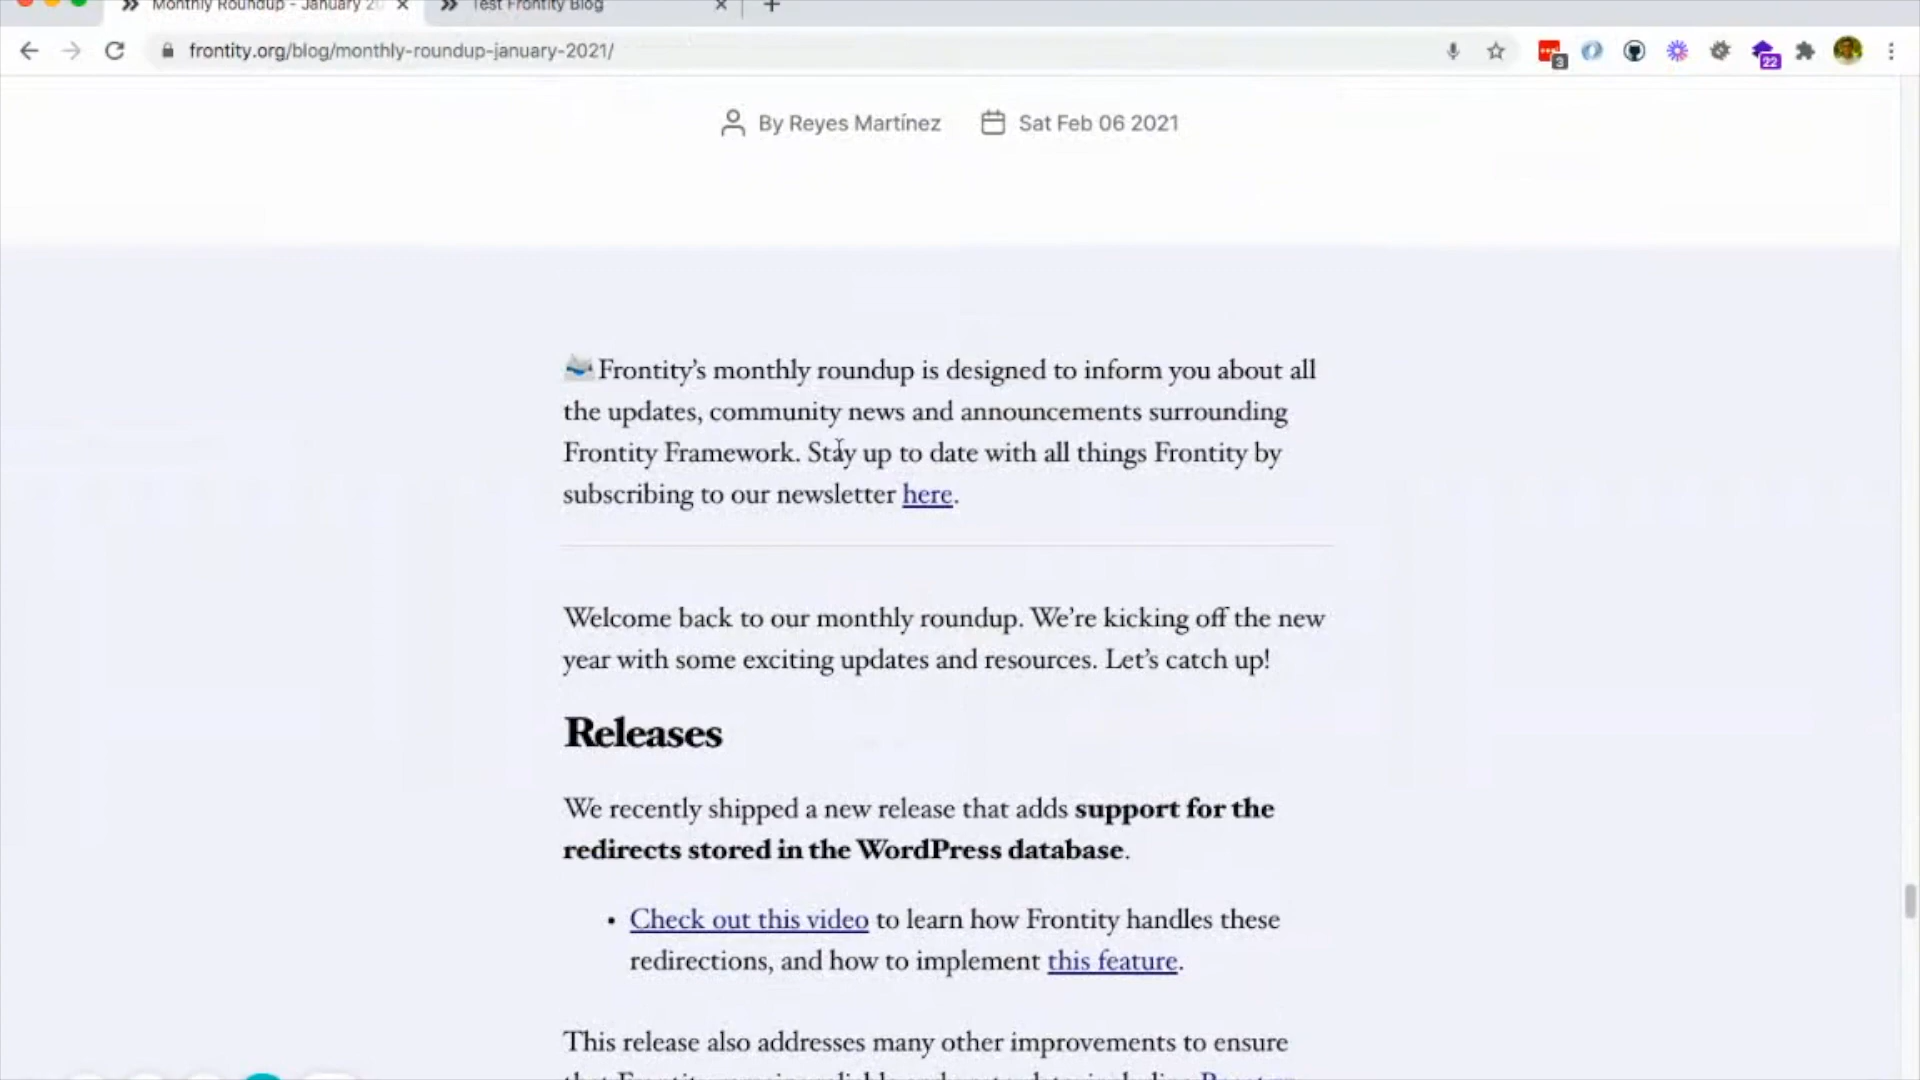 Monthly Roundup - January 20
Test Frontity Blog
frontity.org/blog/monthly-roundup-january-2021/
3
22
By Reyes Martínez
Sat Feb 06 2021
Frontity's monthly roundup is designed to inform you about all
the updates, community news and announcements surrounding
Frontity Framework. Stay up to date with all things Frontity by
subscribing to our newsletter here.
Welcome back to our monthly roundup. We're kicking off the new
year with some exciting updates and resources. Let's catch up!
Releases
We recently shipped a new release that adds support for the
redirects stored in the WordPress database.
• Check out this video to learn how Frontity handles these
redirections, and how to implement this feature.
This release also addresses many other improvements to ensure
that Frontity